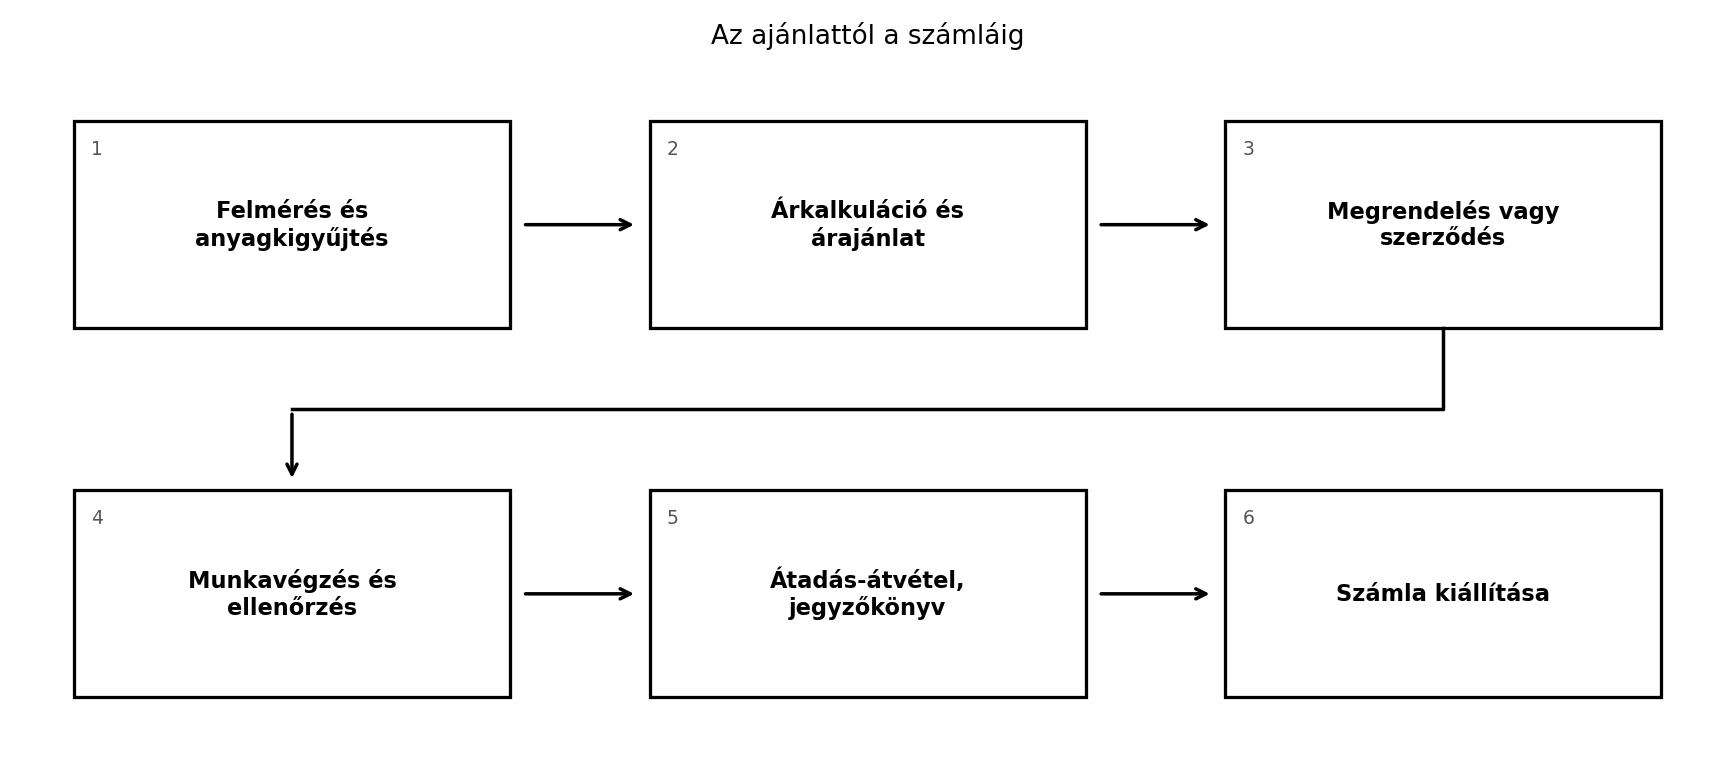 Az ajánlattól a számláig
1
Felmérés és
anyagkigyűjtés
2
Árkalkuláció és
árajánlat
3
Megrendelés vagy
szerződés
4
Munkavégzés és
ellenőrzés
5
Átadás-átvétel,
jegyzőkönyv
6
Számla kiállítása